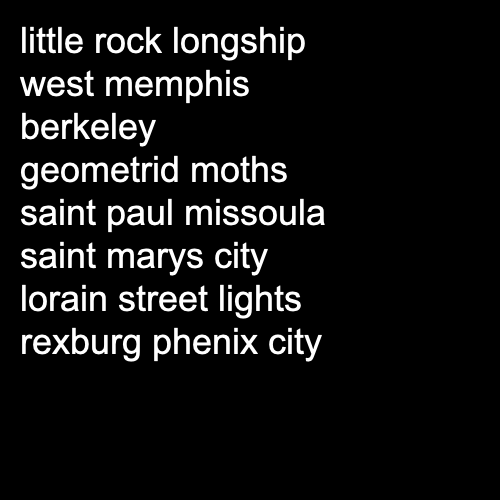 little rock longship
west memphis
berkeley
geometrid moths
saint paul missoula
saint marys city
lorain street lights
rexburg phenix city